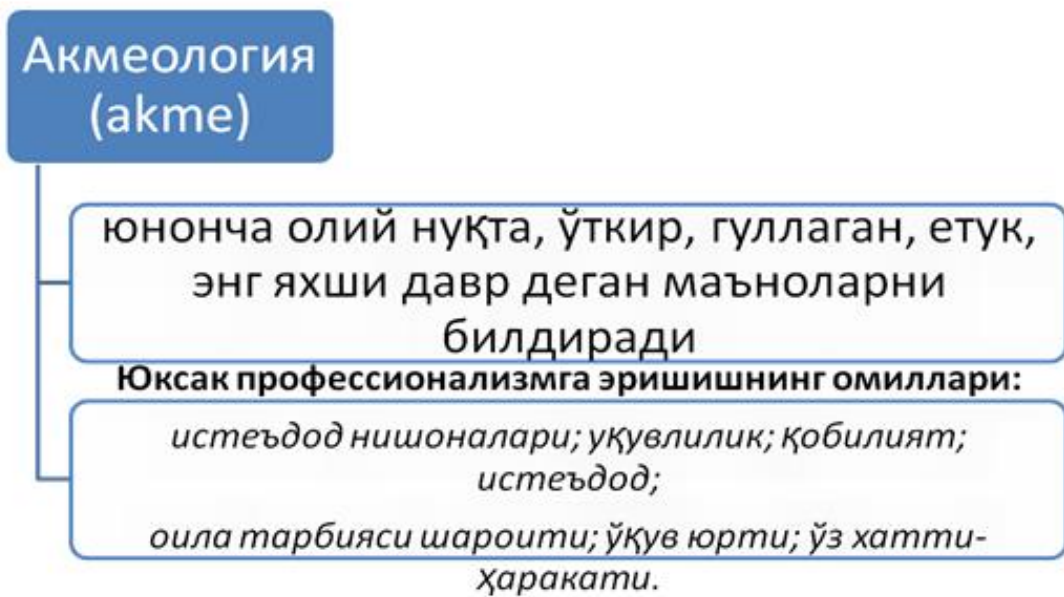 Акмеология
(akme)
юнонча олий нуқта, ўткир, гуллаган, етук,
энг яхши давр деган маъноларни
билдиради
Юксак профессионализмга эришишнинг омиллари:
истеъдод нишоналари; уқувлилик; қобилият;
истеъдод;
оила тарбияси шароити; ўқув юрти; ўз хатти-
ҳаракати.